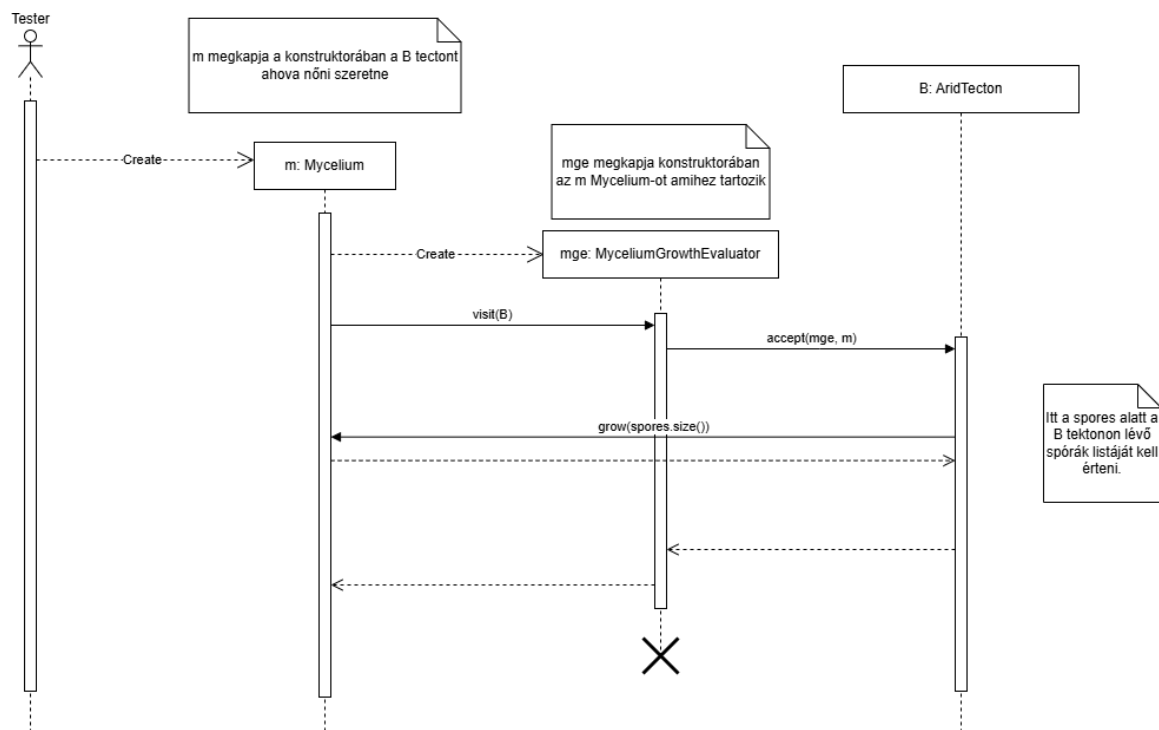 Tester
m megkapja a konstruktorában a B tectont
ahova nőni szeretne
B: AridTecton
Create
m: Mycelium
mge megkapja konstruktorában
az m Mycelium-ot amihez tartozik
Create
mge: MyceliumGrowthEvaluator
visit(B)
accept(mge, m)
grow(spores.size())
Itt a spores alatt a
B tektonon lévő
spórák listáját kell
érteni.